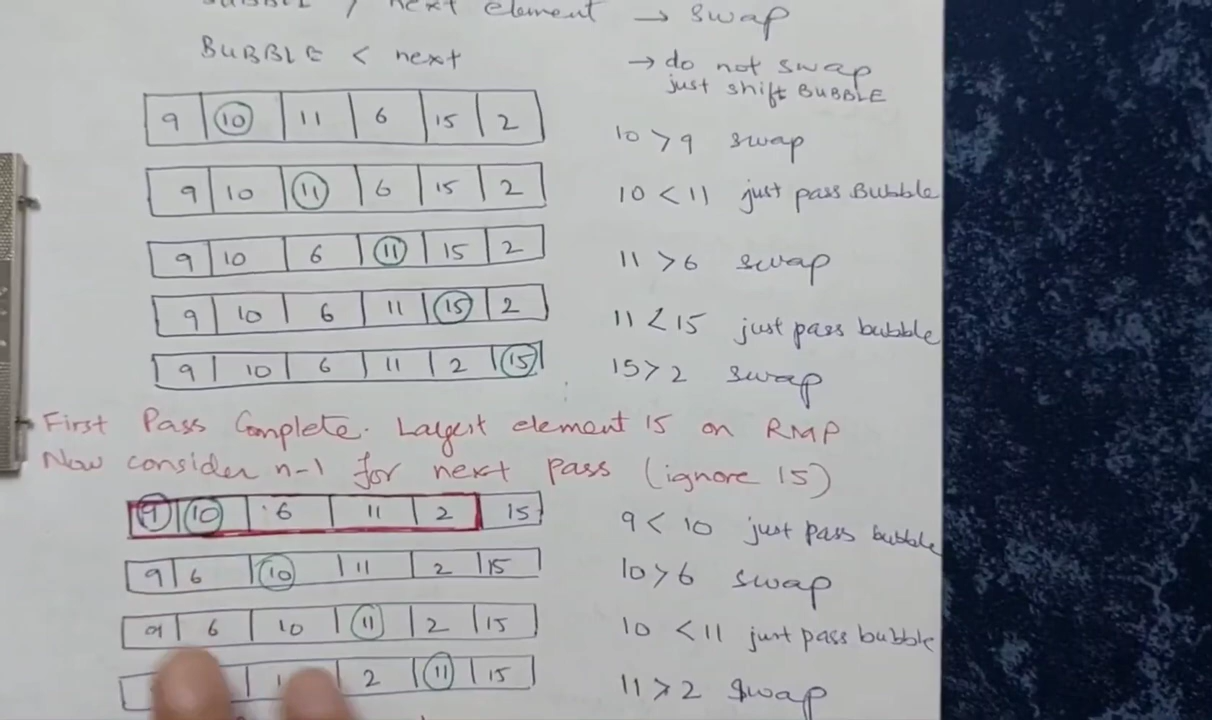 next element → swap
BUBBLE < next → do not swap
just shift BUBBLE
9 10 11 6 15 2 10 > 9 swap
9 10 11 6 15 2 10 < 11 just pass Bubble
9 10 6 11 15 2 11 > 6 swap
9 10 6 11 15 2 11 < 15 just pass bubble
9 10 6 11 2 15 15 > 2 swap
First Pass Complete. Largest element 15 on RMP
Now consider n-1 for next pass (ignore 15)
9 10 6 11 2 15 9 < 10 just pass bubble
9 6 10 11 2 15 10 > 6 swap
9 6 10 11 2 15 10 < 11 just pass bubble
2 11 15 11 > 2 swap